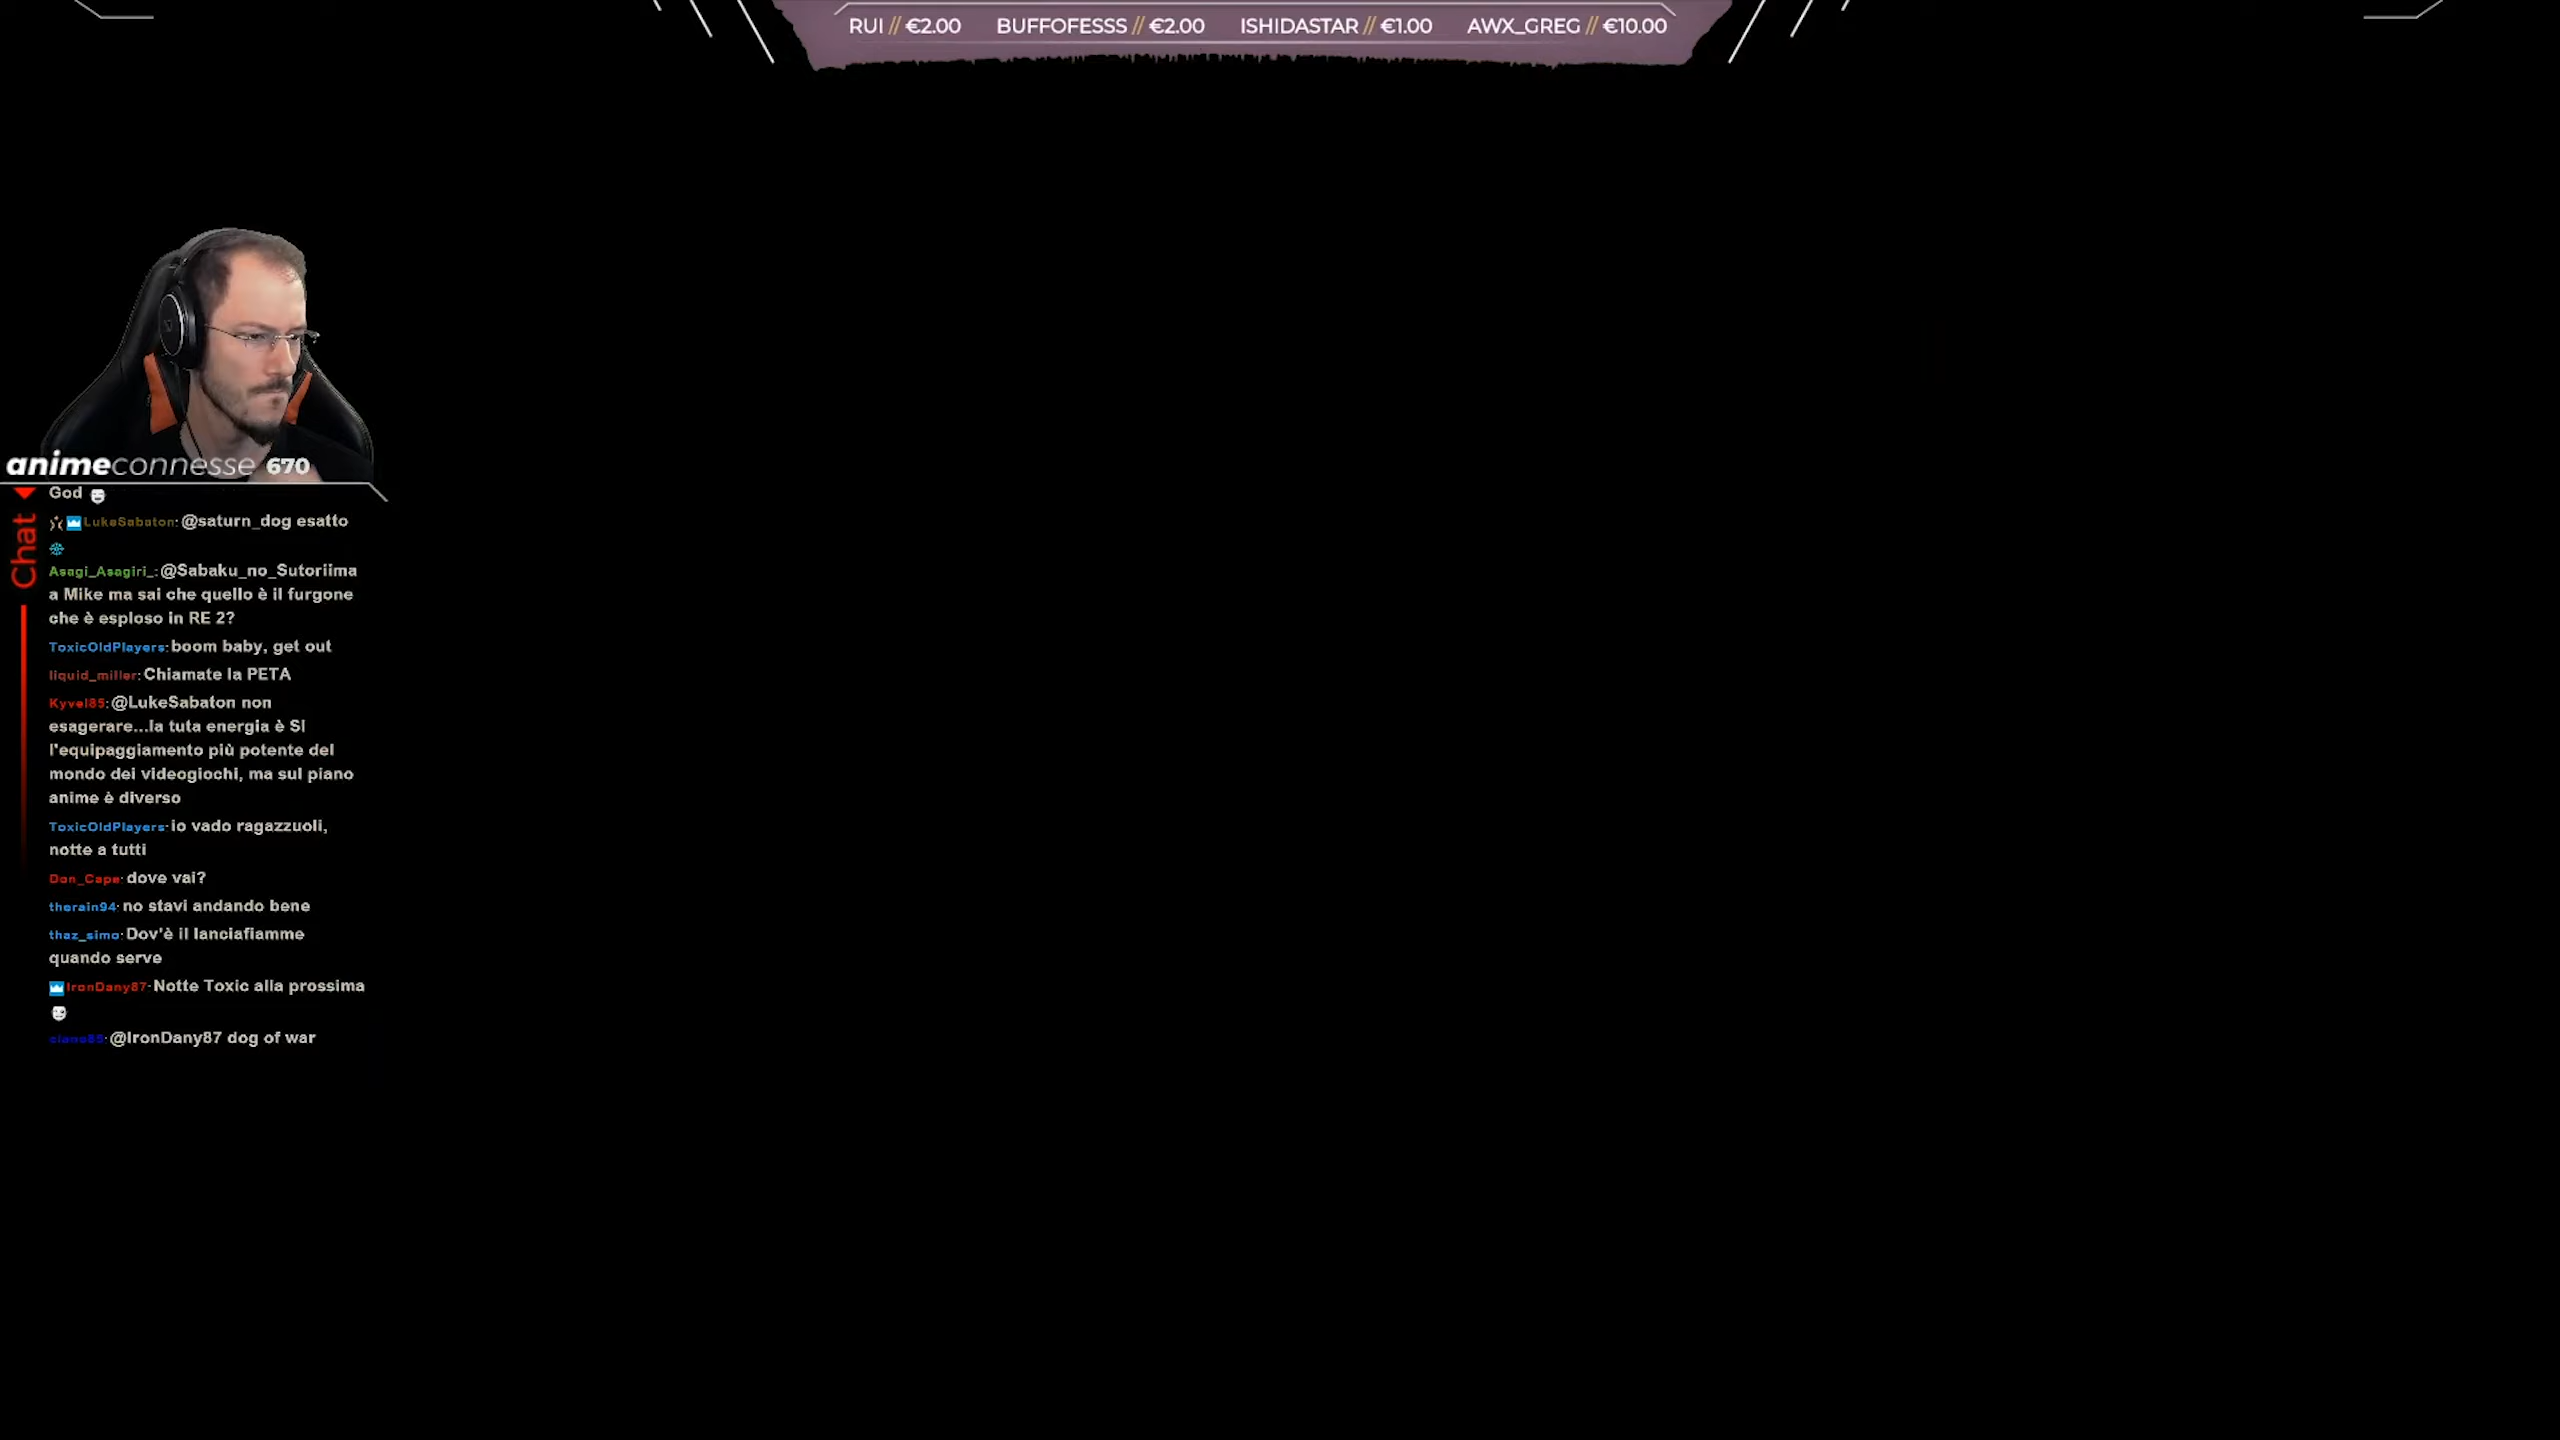 RUI // €2.00 BUFFOFESSS // €2.00 ISHIDASTAR // €1.00 AWX_GREG // €10.00
animeconnesse 670
Chat
God
LukeSabaton: @saturn_dog esatto
Asagi_Asagiri_: @Sabaku_no_Sutoriima
a Mike ma sai che quello è il furgone
che è esploso in RE 2?
ToxicOldPlayers: boom baby, get out
liquid_miller: Chiamate la PETA
Kyvel85: @LukeSabaton non
esagerare...la tuta energia è SI
l'equipaggiamento più potente del
mondo dei videogiochi, ma sul piano
anime è diverso
ToxicOldPlayers: io vado ragazzuoli,
notte a tutti
Don_Cape: dove vai?
therain94: no stavi andando bene
thaz_simo: Dov'è il lanciafiamme
quando serve
IronDany87: Notte Toxic alla prossima
@IronDany87 dog of war